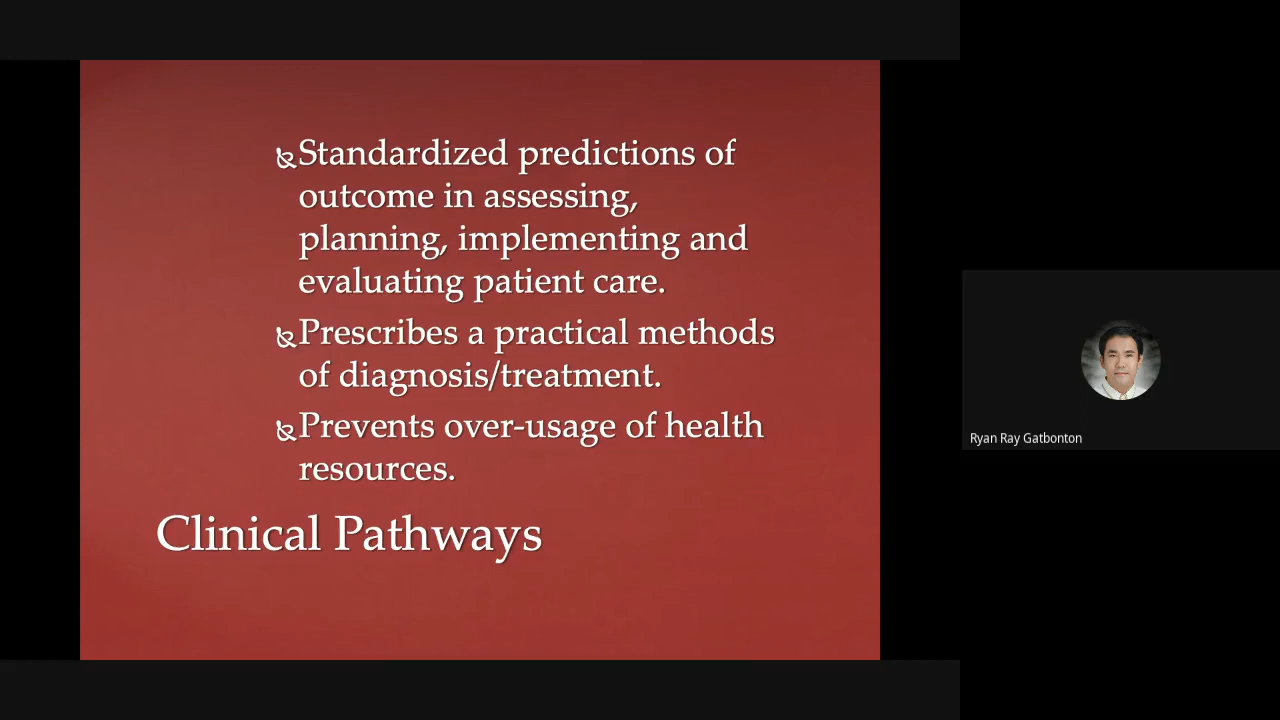 Standardized predictions of
outcome in assessing,
planning, implementing and
evaluating patient care.
Prescribes a practical methods
of diagnosis/treatment.
Prevents over-usage of health
resources.
Clinical Pathways
Ryan Ray Gatbonton